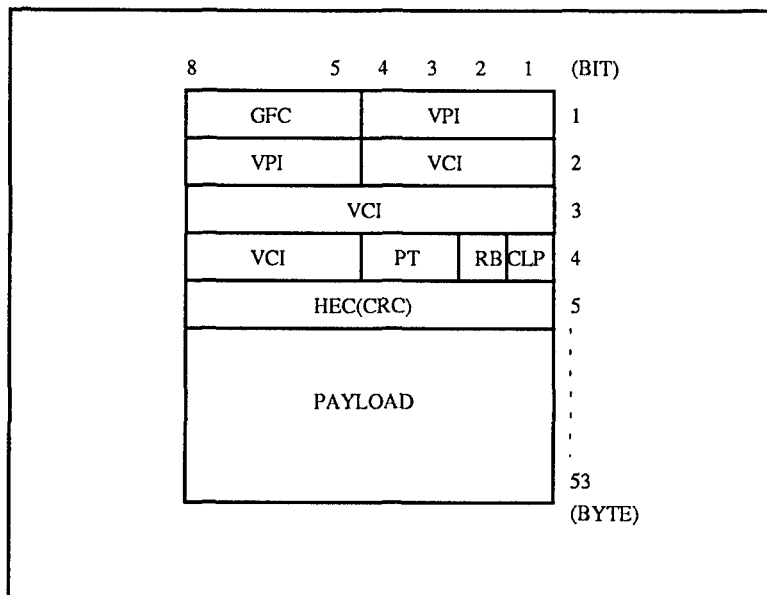 8 5 4 3 2 1 (BIT)
GFC VPI 1
VPI VCI 2
VCI 3
VCI PT RB CLP 4
HEC(CRC) 5
PAYLOAD
53
(BYTE)